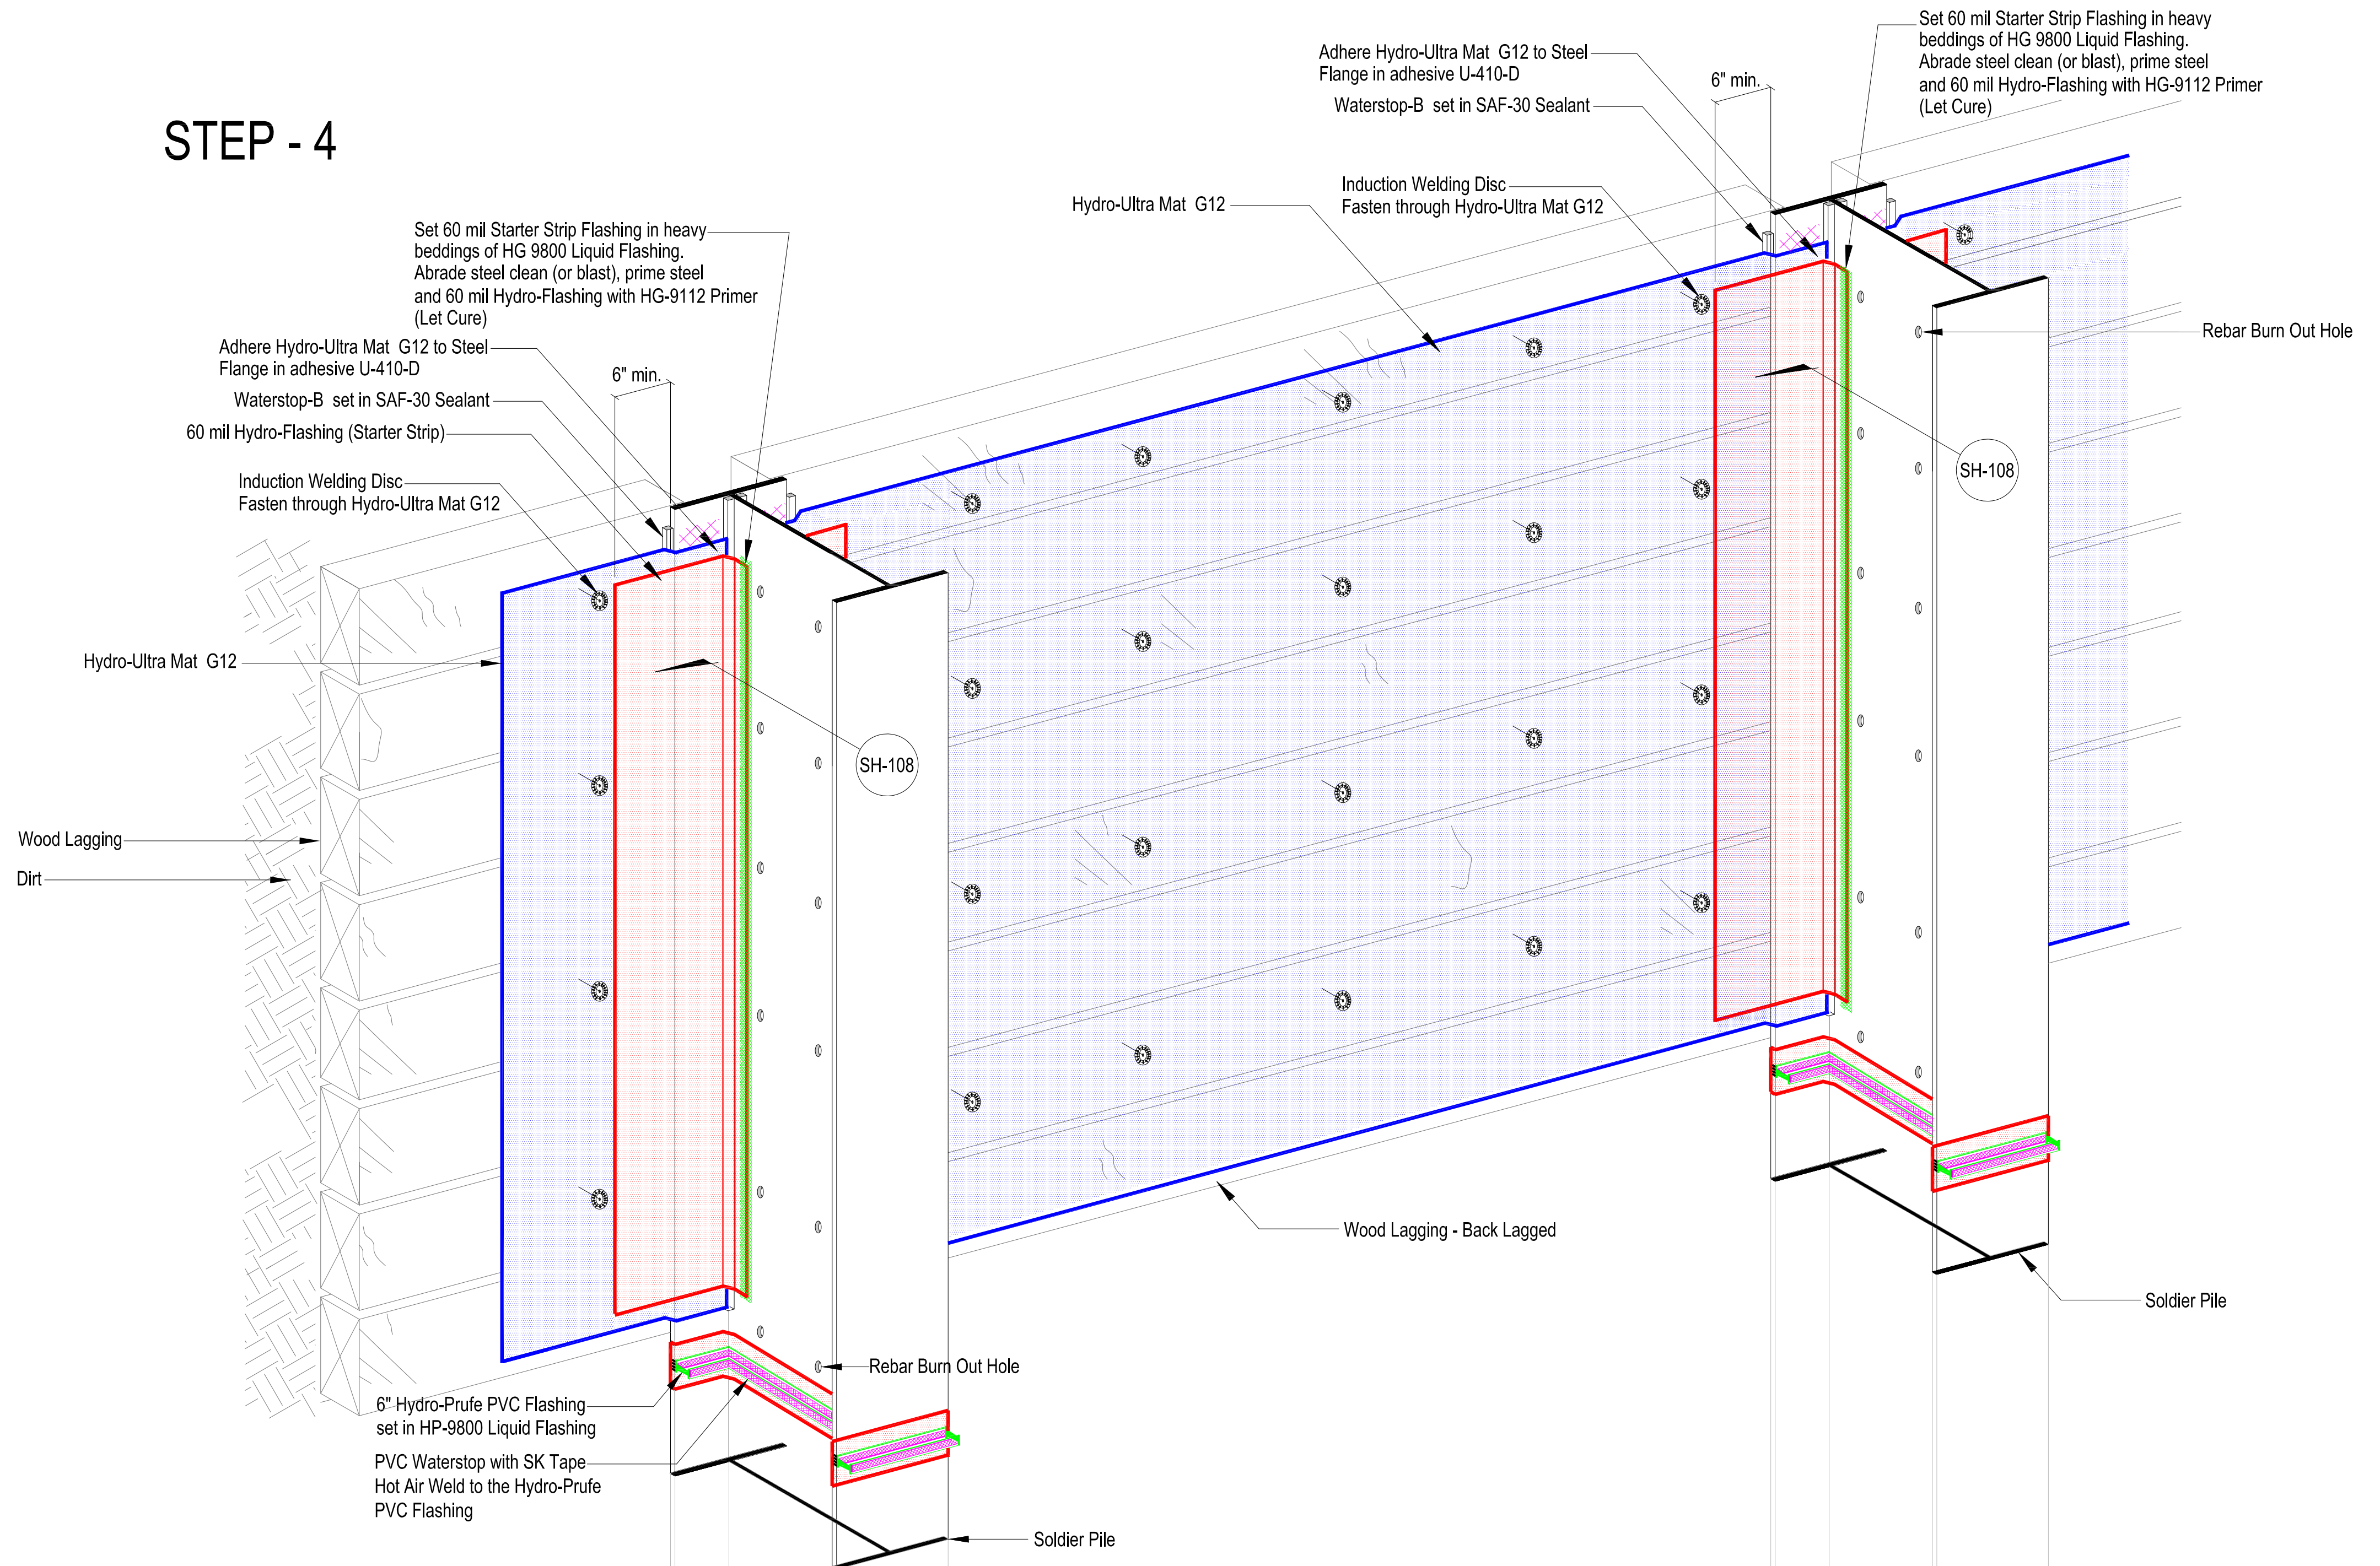 STEP - 4
Set 60 mil Starter Strip Flashing in heavy
beddings of HG 9800 Liquid Flashing.
Abrade steel clean (or blast), prime steel
and 60 mil Hydro-Flashing with HG-9112 Primer
(Let Cure)
Adhere Hydro-Ultra Mat G12 to Steel
Flange in adhesive U-410-D
Waterstop-B set in SAF-30 Sealant
60 mil Hydro-Flashing (Starter Strip)
Induction Welding Disc
Fasten through Hydro-Ultra Mat G12
6" min.
Hydro-Ultra Mat G12
Wood Lagging
Dirt
SH-108
6" Hydro-Prufe PVC Flashing
set in HP-9800 Liquid Flashing
PVC Waterstop with SK Tape
Hot Air Weld to the Hydro-Prufe
PVC Flashing
Rebar Burn Out Hole
Soldier Pile
Adhere Hydro-Ultra Mat G12 to Steel
Flange in adhesive U-410-D
Waterstop-B set in SAF-30 Sealant
Induction Welding Disc
Fasten through Hydro-Ultra Mat G12
Hydro-Ultra Mat G12
6" min.
Set 60 mil Starter Strip Flashing in heavy
beddings of HG 9800 Liquid Flashing.
Abrade steel clean (or blast), prime steel
and 60 mil Hydro-Flashing with HG-9112 Primer
(Let Cure)
Rebar Burn Out Hole
SH-108
Wood Lagging - Back Lagged
Soldier Pile